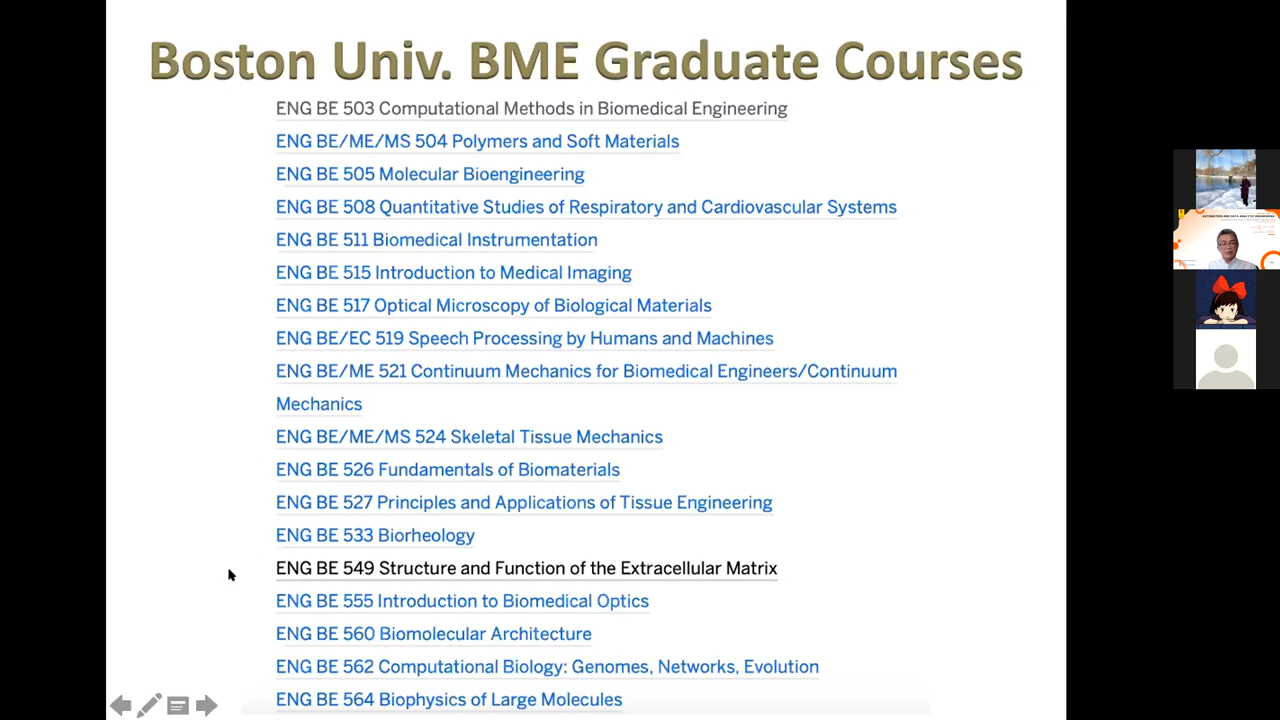 Boston Univ. BME Graduate Courses
ENG BE 503 Computational Methods in Biomedical Engineering
ENG BE/ME/MS 504 Polymers and Soft Materials
ENG BE 505 Molecular Bioengineering
ENG BE 508 Quantitative Studies of Respiratory and Cardiovascular Systems
ENG BE 511 Biomedical Instrumentation
ENG BE 515 Introduction to Medical Imaging
ENG BE 517 Optical Microscopy of Biological Materials
ENG BE/EC 519 Speech Processing by Humans and Machines
ENG BE/ME 521 Continuum Mechanics for Biomedical Engineers/Continuum
Mechanics
ENG BE/ME/MS 524 Skeletal Tissue Mechanics
ENG BE 526 Fundamentals of Biomaterials
ENG BE 527 Principles and Applications of Tissue Engineering
ENG BE 533 Biorheology
ENG BE 549 Structure and Function of the Extracellular Matrix
ENG BE 555 Introduction to Biomedical Optics
ENG BE 560 Biomolecular Architecture
ENG BE 562 Computational Biology: Genomes, Networks, Evolution
ENG BE 564 Biophysics of Large Molecules